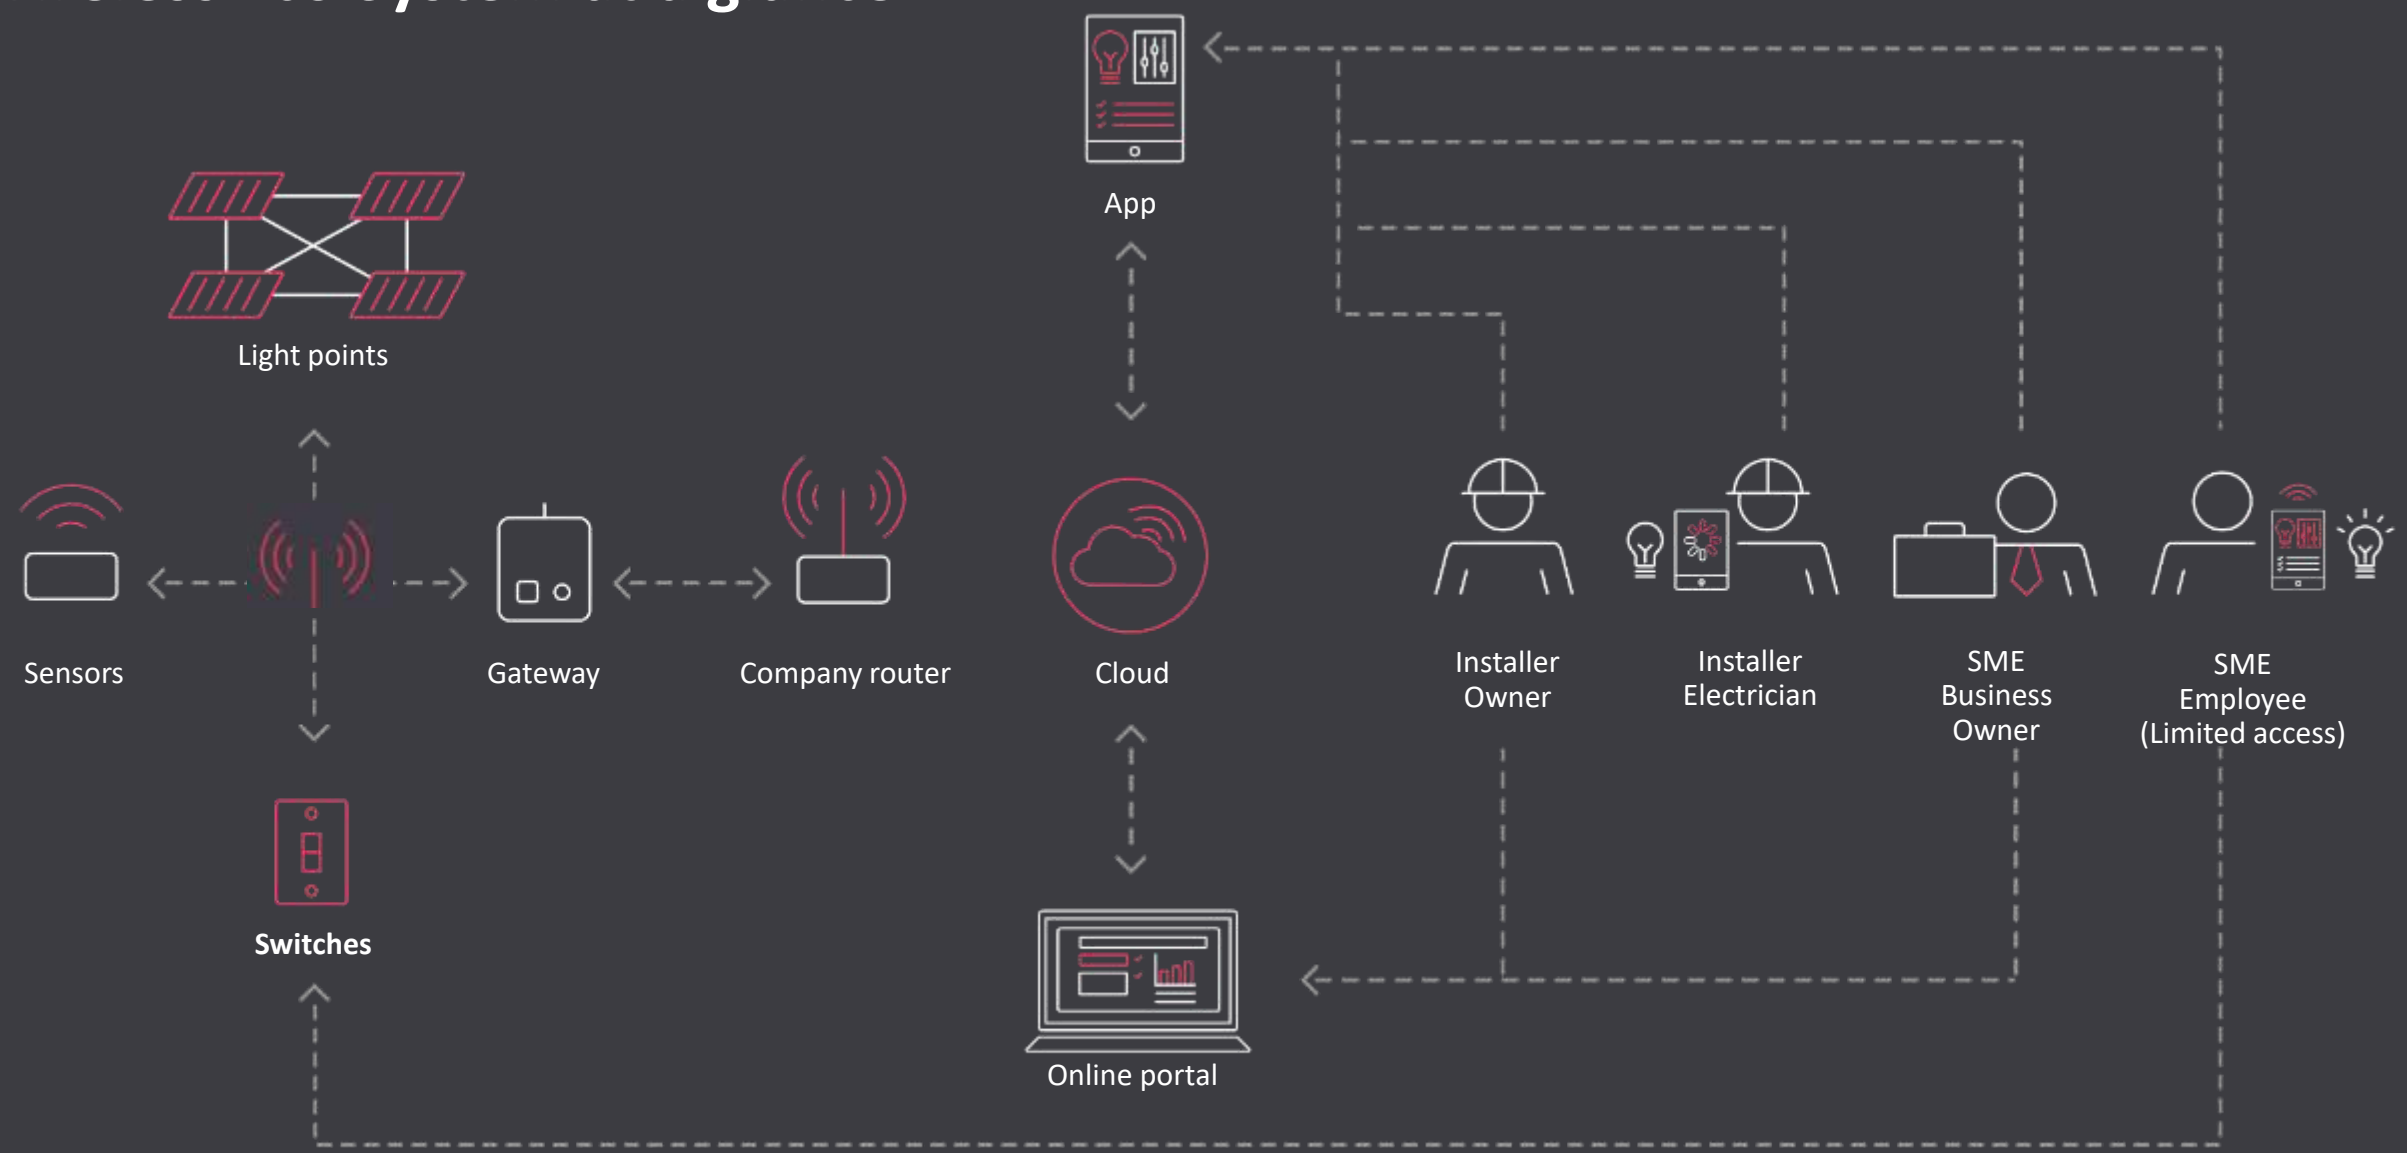 App
Light points
Sensors
Gateway
Company router
Cloud
Installer
Owner
Installer
Electrician
SME
Business
Owner
SME
Employee
(Limited access)
Switches
Online portal